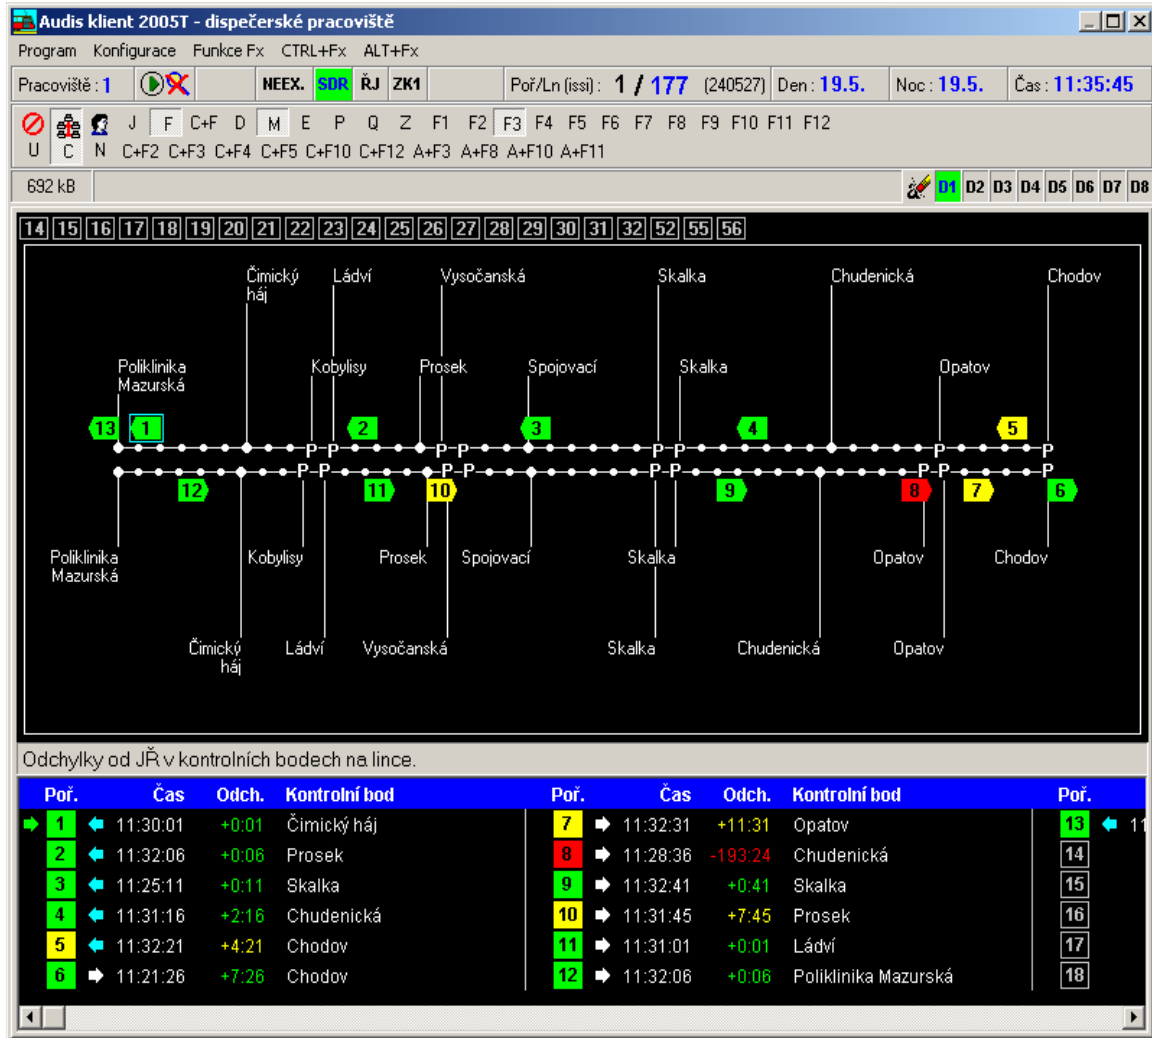 Audis klient 2005T - dispečerské pracoviště
Program Konfigurace Funkce Fx CTRL+Fx ALT+Fx
Pracoviště : 1 NEEX. SDR ŘJ ZK1 Poř/Ln (issi) : 1 / 177 (240527) Den : 19.5. Noc : 19.5. Čas : 11:35:45
J F C+F D M E P Q Z F1 F2 F3 F4 F5 F6 F7 F8 F9 F10 F11 F12
U C N C+F2 C+F3 C+F4 C+F5 C+F10 C+F12 A+F3 A+F8 A+F10 A+F11
692 kB D1 D2 D3 D4 D5 D6 D7 D8
14 15 16 17 18 19 20 21 22 23 24 25 26 27 28 29 30 31 32 52 55 56
Čimický Ládví Vysočanská Skalka Chudenická Chodov
háj
Poliklinika Kobylisy Prosek Spojovací Skalka Opatov
Mazurská
13 1 2 3 4 5
P P P P P P P P
P P P P P P P P P
12 11 10 9 8 7 6
Poliklinika Kobylisy Prosek Spojovací Skalka Opatov Chodov
Mazurská
Čimický Ládví Vysočanská Skalka Chudenická Opatov
háj
Odchylky od JŘ v kontrolních bodech na lince.
Poř. Čas Odch. Kontrolní bod Poř. Čas Odch. Kontrolní bod Poř.
1 11:30:01 +0:01 Čimický háj 7 11:32:31 +11:31 Opatov 13 11
2 11:32:06 +0:06 Prosek 8 11:28:36 -193:24 Chudenická 14
3 11:25:11 +0:11 Skalka 9 11:32:41 +0:41 Skalka 15
4 11:31:16 +2:16 Chudenická 10 11:31:45 +7:45 Prosek 16
5 11:32:21 +4:21 Chodov 11 11:31:01 +0:01 Ládví 17
6 11:21:26 +7:26 Chodov 12 11:32:06 +0:06 Poliklinika Mazurská 18